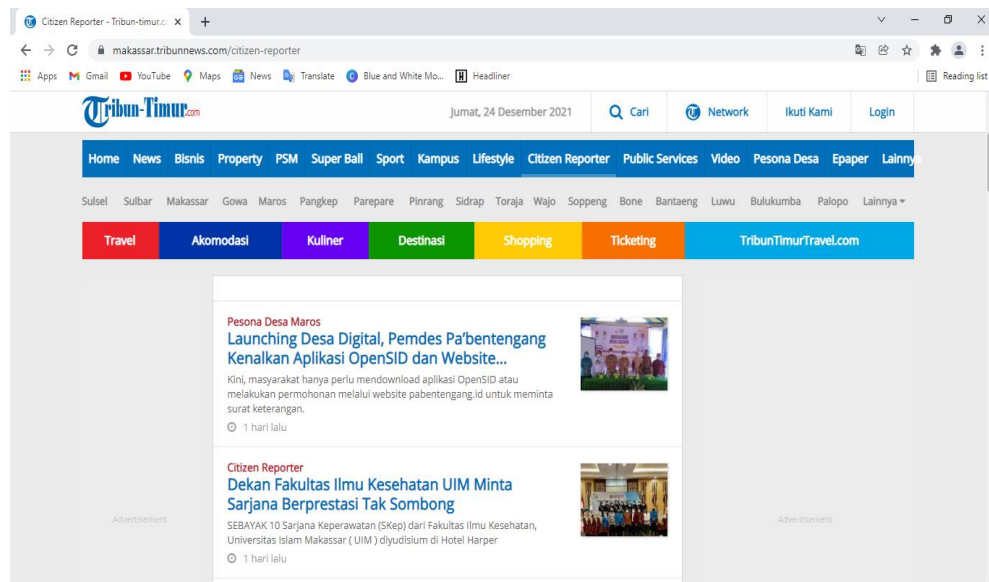 Citizen Reporter - Tribun-timur.c
makassar.tribunnews.com/citizen-reporter
Apps Gmail YouTube Maps News Translate Blue and White Mo... Headliner Reading list
Tribun-Timur.com Jumat, 24 Desember 2021 Cari Network Ikuti Kami Login
Home News Bisnis Property PSM Super Ball Sport Kampus Lifestyle Citizen Reporter Public Services Video Pesona Desa Epaper Lainnya
Sulsel Sulbar Makassar Gowa Maros Pangkep Parepare Pinrang Sidrap Toraja Wajo Soppeng Bone Bantaeng Luwu Bulukumba Palopo Lainnya
Travel Akomodasi Kuliner Destinasi Shopping Ticketing TribunTimurTravel.com
Pesona Desa Maros
Launching Desa Digital, Pemdes Pa'bentengang
Kenalkan Aplikasi OpenSID dan Website...
Kini, masyarakat hanya perlu mendownload aplikasi OpenSID atau
melakukan permohonan melalui website pabentengang.id untuk meminta
surat keterangan.
1 hari lalu
Citizen Reporter
Dekan Fakultas Ilmu Kesehatan UIM Minta
Sarjana Berprestasi Tak Sombong
SEBAYAK 10 Sarjana Keperawatan (SKep) dari Fakultas Ilmu Kesehatan,
Universitas Islam Makassar ( UIM ) diyudisium di Hotel Harper
1 hari lalu
Advertisement
Advertisement